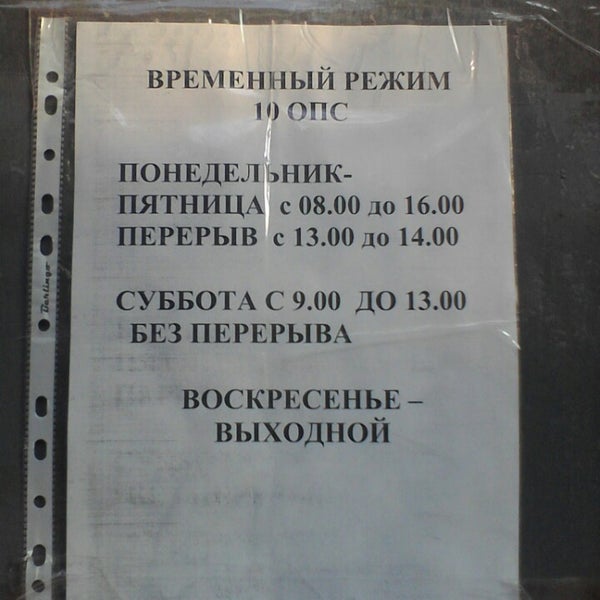 ВРЕМЕННЫЙ РЕЖИМ
10 ОПС
ПОНЕДЕЛЬНИК-
ПЯТНИЦА с 08.00 до 16.00
ПЕРЕРЫВ с 13.00 до 14.00
СУББОТА С 9.00 ДО 13.00
БЕЗ ПЕРЕРЫВА
ВОСКРЕСЕНЬЕ –
ВЫХОДНОЙ
Berlingo